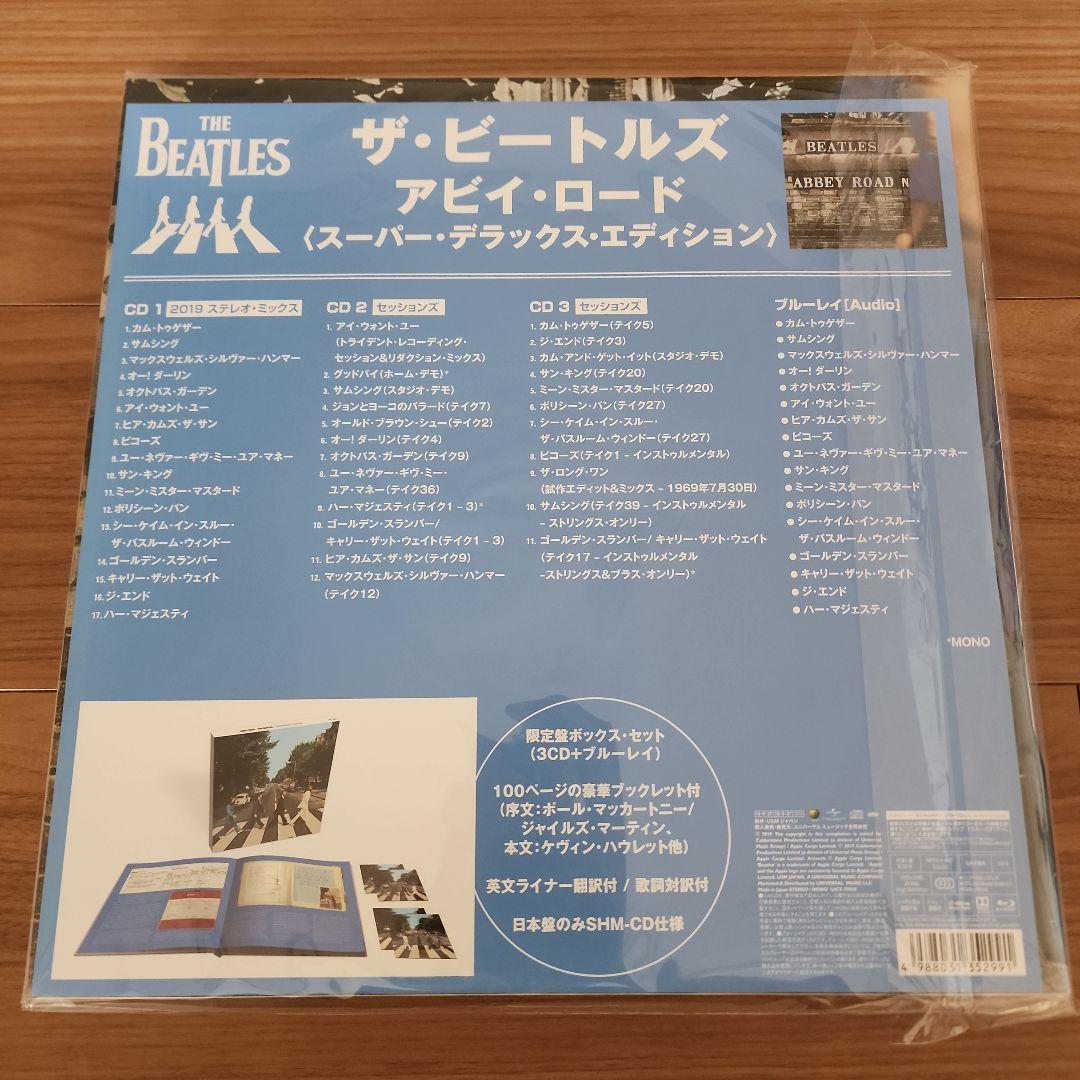 THE
BEATLES
ザ・ビートルズ
アビイ・ロード
〈スーパー・デラックス・エディション〉
BEATLES
ABBEY ROAD N
CD 1 2019 ステレオ・ミックス
1. カム・トゥゲザー
2. サムシング
3. マックスウェルズ・シルヴァー・ハンマー
4. オー! ダーリン
5. オクトパス・ガーデン
6. アイ・ウォント・ユー
7. ヒア・カムズ・ザ・サン
8. ビコーズ
9. ユー・ネヴァー・ギヴ・ミー・ユア・マネー
10. サン・キング
11. ミーン・ミスター・マスタード
12. ポリシーン・パン
13. シー・ケイム・イン・スルー・
ザ・バスルーム・ウィンドー
14. ゴールデン・スランバー
15. キャリー・ザット・ウェイト
16. ジ・エンド
17. ハー・マジェスティ
CD 2 セッションズ
1. アイ・ウォント・ユー
(トライデント・レコーディング・
セッション&リダクション・ミックス)
2. グッドバイ(ホーム・デモ)*
3. サムシング(スタジオ・デモ)
4. ジョンとヨーコのバラード(テイク7)
5. オールド・ブラウン・シュー(テイク2)
6. オー! ダーリン(テイク4)
7. オクトパス・ガーデン(テイク9)
8. ユー・ネヴァー・ギヴ・ミー・
ユア・マネー(テイク36)
9. ハー・マジェスティ(テイク1 - 3)*
10. ゴールデン・スランバー/
キャリー・ザット・ウェイト(テイク1 - 3)
11. ヒア・カムズ・ザ・サン(テイク9)
12. マックスウェルズ・シルヴァー・ハンマー
(テイク12)
CD 3 セッションズ
1. カム・トゥゲザー(テイク5)
2. ジ・エンド(テイク3)
3. カム・アンド・ゲット・イット(スタジオ・デモ)
4. サン・キング(テイク20)
5. ミーン・ミスター・マスタード(テイク20)
6. ポリシーン・パン(テイク27)
7. シー・ケイム・イン・スルー・
ザ・バスルーム・ウィンドー(テイク27)
8. ビコーズ(テイク1 - インストゥルメンタル)
9. ザ・ロング・ワン
(試作エディット&ミックス - 1969年7月30日)
10. サムシング(テイク39 - インストゥルメンタル
- ストリングス・オンリー)
11. ゴールデン・スランバー/ キャリー・ザット・ウェイト
(テイク17 - インストゥルメンタル
-ストリングス&ブラス・オンリー)*
ブルーレイ[Audio]
● カム・トゥゲザー
● サムシング
● マックスウェルズ・シルヴァー・ハンマー
● オー! ダーリン
● オクトパス・ガーデン
● アイ・ウォント・ユー
● ヒア・カムズ・ザ・サン
● ビコーズ
● ユー・ネヴァー・ギヴ・ミー・ユア・マネー
● サン・キング
● ミーン・ミスター・マスタード
● ポリシーン・パン
● シー・ケイム・イン・スルー・
ザ・バスルーム・ウィンドー
● ゴールデン・スランバー
● キャリー・ザット・ウェイト
● ジ・エンド
● ハー・マジェスティ
*MONO
限定盤ボックス・セット
(3CD+ブルーレイ)
100ページの豪華ブックレット付
(序文:ポール・マッカートニー/
ジャイルズ・マーティン、
本文:ケヴィン・ハウレット他)
英文ライナー翻訳付 / 歌詞対訳付
日本盤のみSHM-CD仕様
4 988031 352991